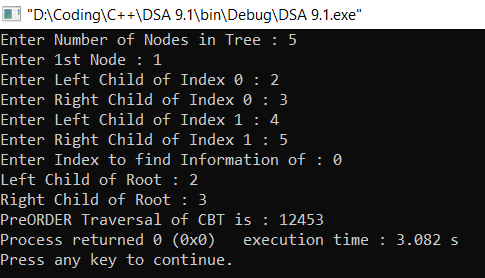 "D:\Coding\C++\DSA 9.1\bin\Debug\DSA 9.1.exe"
Enter Number of Nodes in Tree : 5
Enter 1st Node : 1
Enter Left Child of Index 0 : 2
Enter Right Child of Index 0 : 3
Enter Left Child of Index 1 : 4
Enter Right Child of Index 1 : 5
Enter Index to find Information of : 0
Left Child of Root : 2
Right Child of Root : 3
PreORDER Traversal of CBT is : 12453
Process returned 0 (0x0)   execution time : 3.082 s
Press any key to continue.